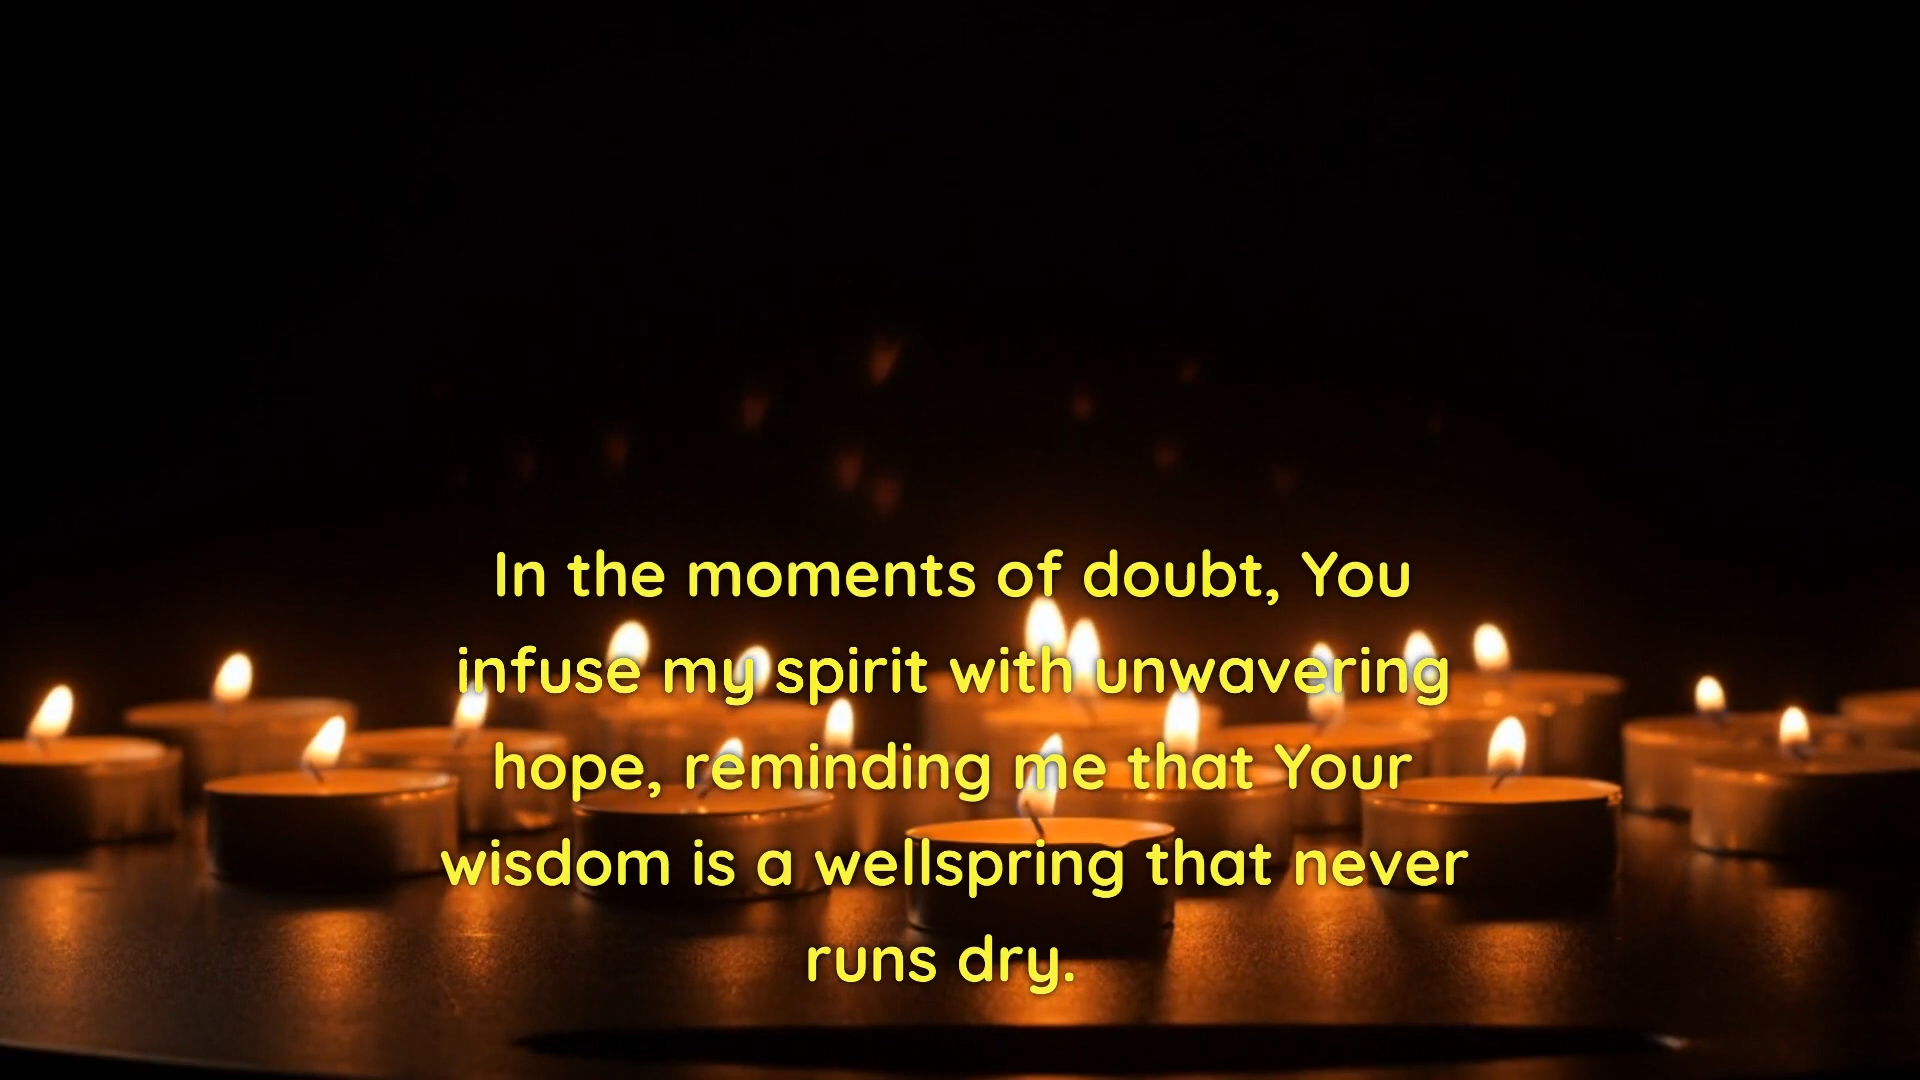 In the moments of doubt, You
infuse my spirit with unwavering
hope, reminding me that Your
wisdom is a wellspring that never
runs dry.